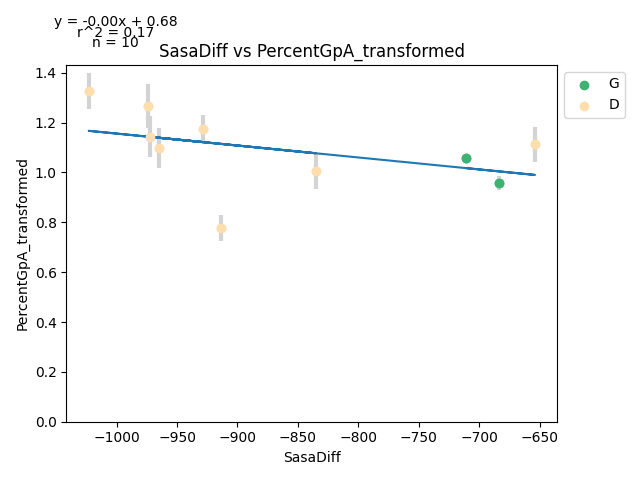 y = -0.00x + 0.68
r^2 = 0.17
n = 10
SasaDiff vs PercentGpA_transformed
G
D
PercentGpA_transformed
1.4
1.2
1.0
0.8
0.6
0.4
0.2
0.0
−1000 −950 −900 −850 −800 −750 −700 −650
SasaDiff